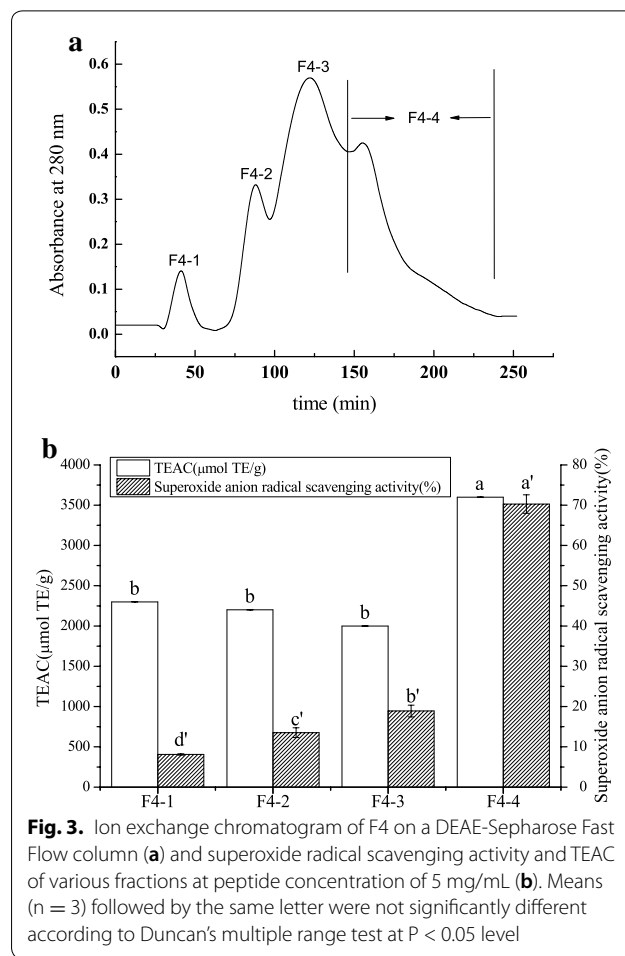 a
F4-3
F4-4
F4-2
F4-1
Absorbance at 280 nm
0.6
0.5
0.4
0.3
0.2
0.1
0.0
0 50 100 150 200 250
time (min)
b
TEAC(μmol TE/g)
Superoxide anion radical scavenging activity(%)
TEAC(μmol TE/g)
4000
3500
3000
2500
2000
1500
1000
500
0
b d' b c' b b' a a'
80
70
60
50
40
30
20
10
0
Superoxide anion radical scavenging activity(%)
F4-1 F4-2 F4-3 F4-4
Fig. 3. Ion exchange chromatogram of F4 on a DEAE-Sepharose Fast
Flow column (a) and superoxide radical scavenging activity and TEAC
of various fractions at peptide concentration of 5 mg/mL (b). Means
(n = 3) followed by the same letter were not significantly different
according to Duncan's multiple range test at P < 0.05 level